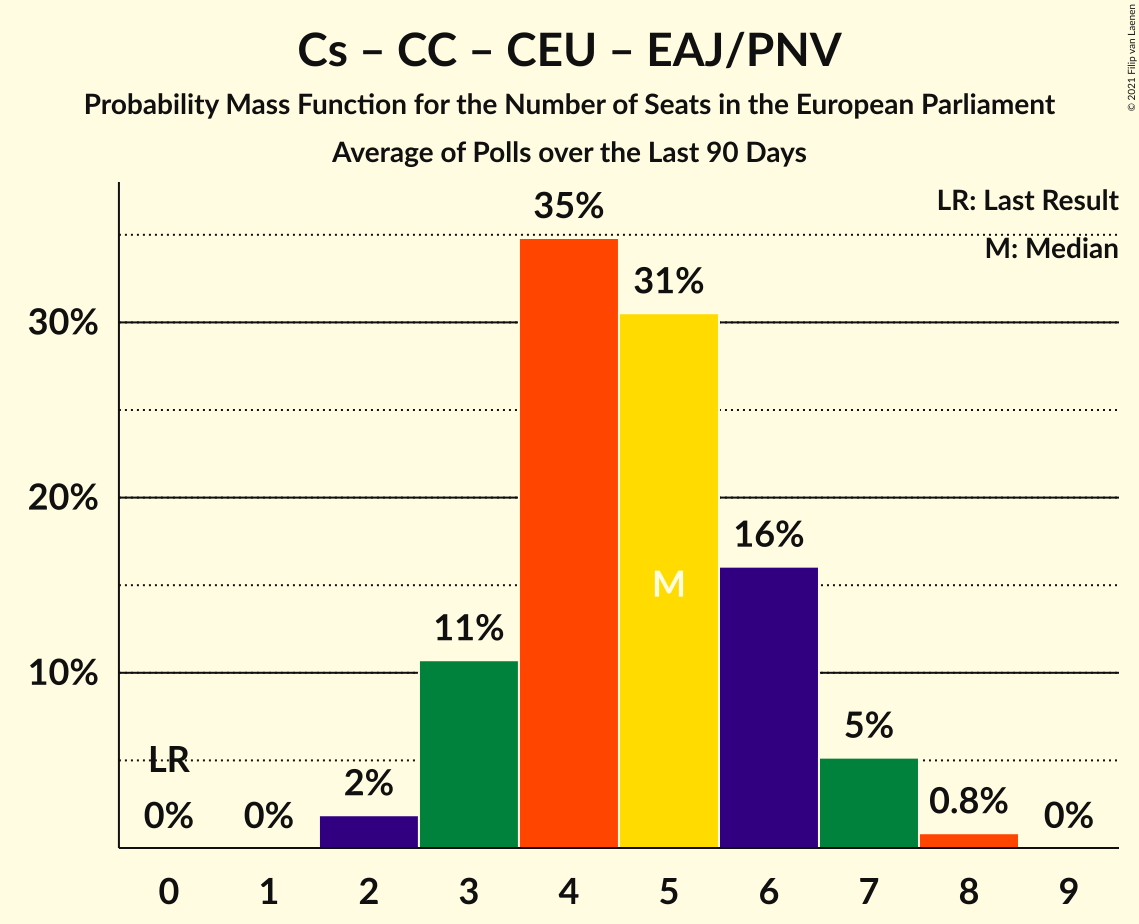 Cs – CC – CEU – EAJ/PNV
Probability Mass Function for the Number of Seats in the European Parliament
Average of Polls over the Last 90 Days
© 2021 Filip van Laenen
LR: Last Result
M: Median
35%
31%
30%
20%
16%
M
11%
10%
5%
LR
2%
0.8%
0%
0%
0%
0 1 2 3 4 5 6 7 8 9